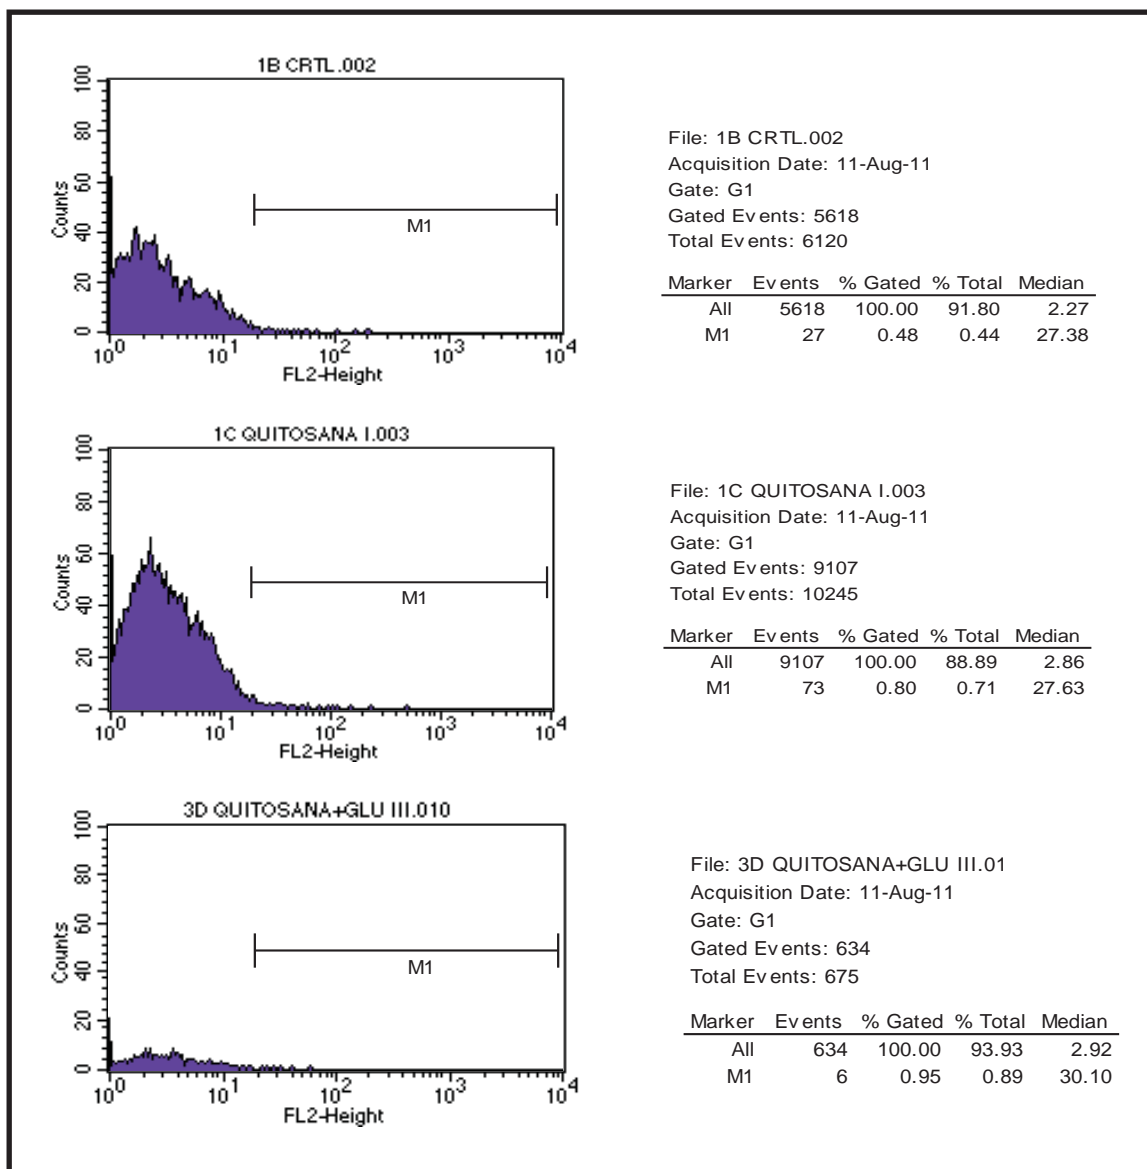 1B CRTL.002
100
80
60
40
20
0
Counts
M1
10^0 10^1 10^2 10^3 10^4
FL2-Height
File: 1B CRTL.002
Acquisition Date: 11-Aug-11
Gate: G1
Gated Events: 5618
Total Events: 6120
Marker Events % Gated % Total Median
All 5618 100.00 91.80 2.27
M1 27 0.48 0.44 27.38
1C QUITOSANA I.003
100
80
60
40
20
0
Counts
M1
10^0 10^1 10^2 10^3 10^4
FL2-Height
File: 1C QUITOSANA I.003
Acquisition Date: 11-Aug-11
Gate: G1
Gated Events: 9107
Total Events: 10245
Marker Events % Gated % Total Median
All 9107 100.00 88.89 2.86
M1 73 0.80 0.71 27.63
3D QUITOSANA+GLU III.010
100
80
60
40
20
0
Counts
M1
10^0 10^1 10^2 10^3 10^4
FL2-Height
File: 3D QUITOSANA+GLU III.01
Acquisition Date: 11-Aug-11
Gate: G1
Gated Events: 634
Total Events: 675
Marker Events % Gated % Total Median
All 634 100.00 93.93 2.92
M1 6 0.95 0.89 30.10